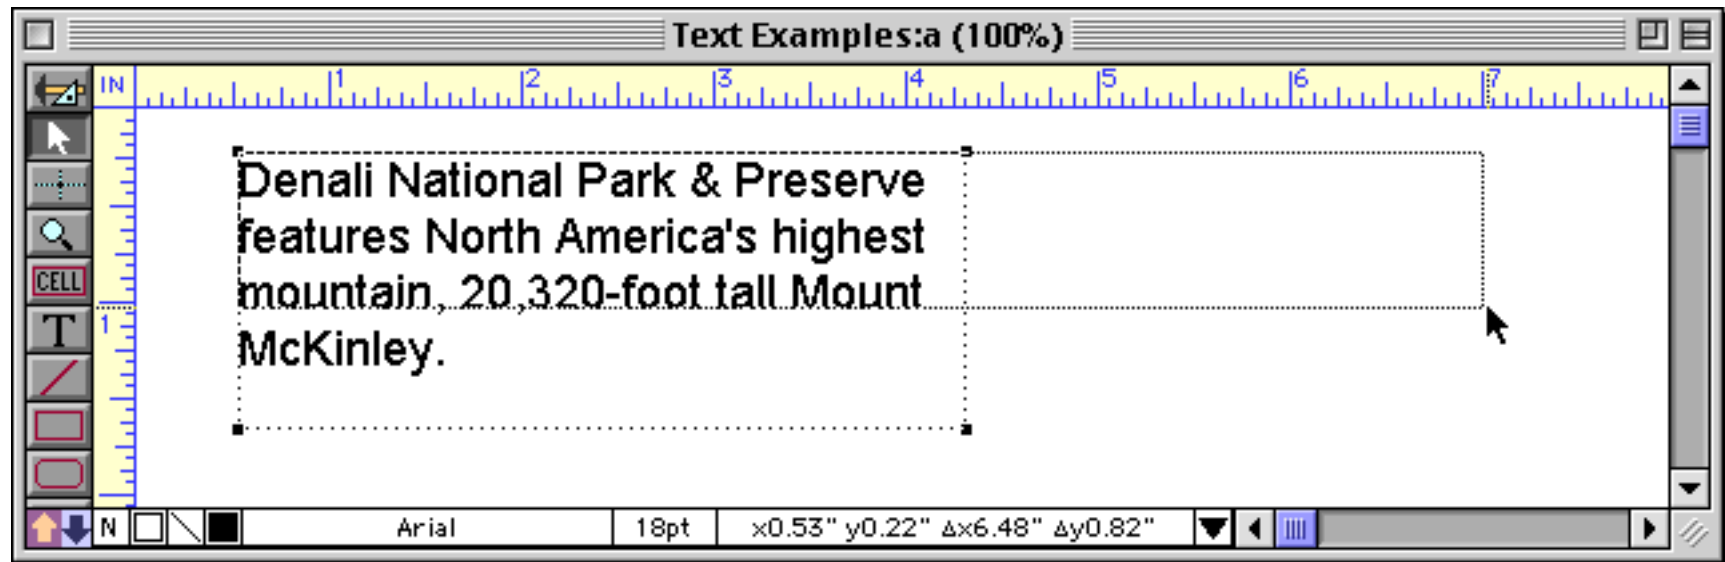 Text Examples:a (100%)
IN 1 2 3 4 5 6 7
Denali National Park & Preserve
features North America's highest
mountain, 20,320-foot tall Mount
McKinley.
CELL
T
1
N Arial 18pt x0.53" y0.22" Δx6.48" Δy0.82"